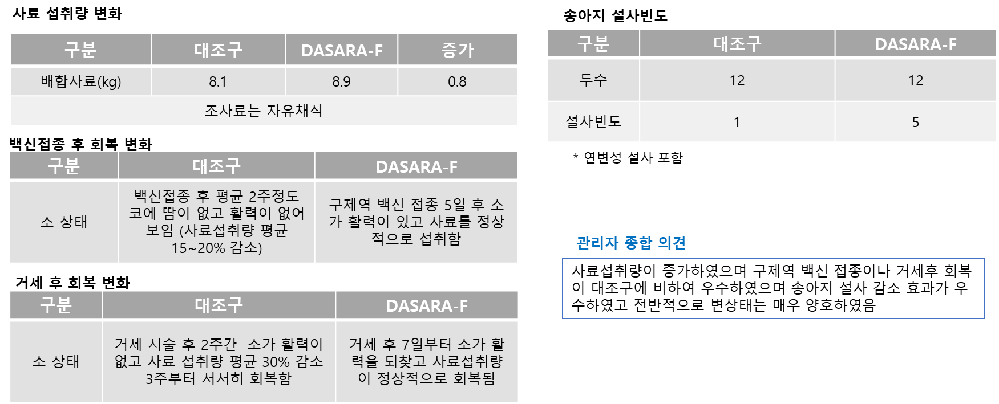 사료 섭취량 변화
구분 대조구 DASARA-F 증가
배합사료(kg) 8.1 8.9 0.8
조사료는 자유채식
백신접종 후 회복 변화
구분 대조구 DASARA-F
소 상태
백신접종 후 평균 2주정도
코에 땀이 없고 활력이 없어
보임 (사료섭취량 평균
15~20% 감소)
구제역 백신 접종 5일 후 소
가 활력이 있고 사료를 정상
적으로 섭취함
거세 후 회복 변화
구분 대조구 DASARA-F
소 상태
거세 시술 후 2주간 소가 활력이
없고 사료 섭취량 평균 30% 감소
3주부터 서서히 회복함
거세 후 7일부터 소가 활
력을 되찾고 사료섭취량
이 정상적으로 회복됨
송아지 설사빈도
구분 대조구 DASARA-F
두수 12 12
설사빈도 1 5
* 연변성 설사 포함
관리자 종합 의견
사료섭취량이 증가하였으며 구제역 백신 접종이나 거세후 회복
이 대조구에 비하여 우수하였으며 송아지 설사 감소 효과가 우
수하였고 전반적으로 변상태는 매우 양호하였음